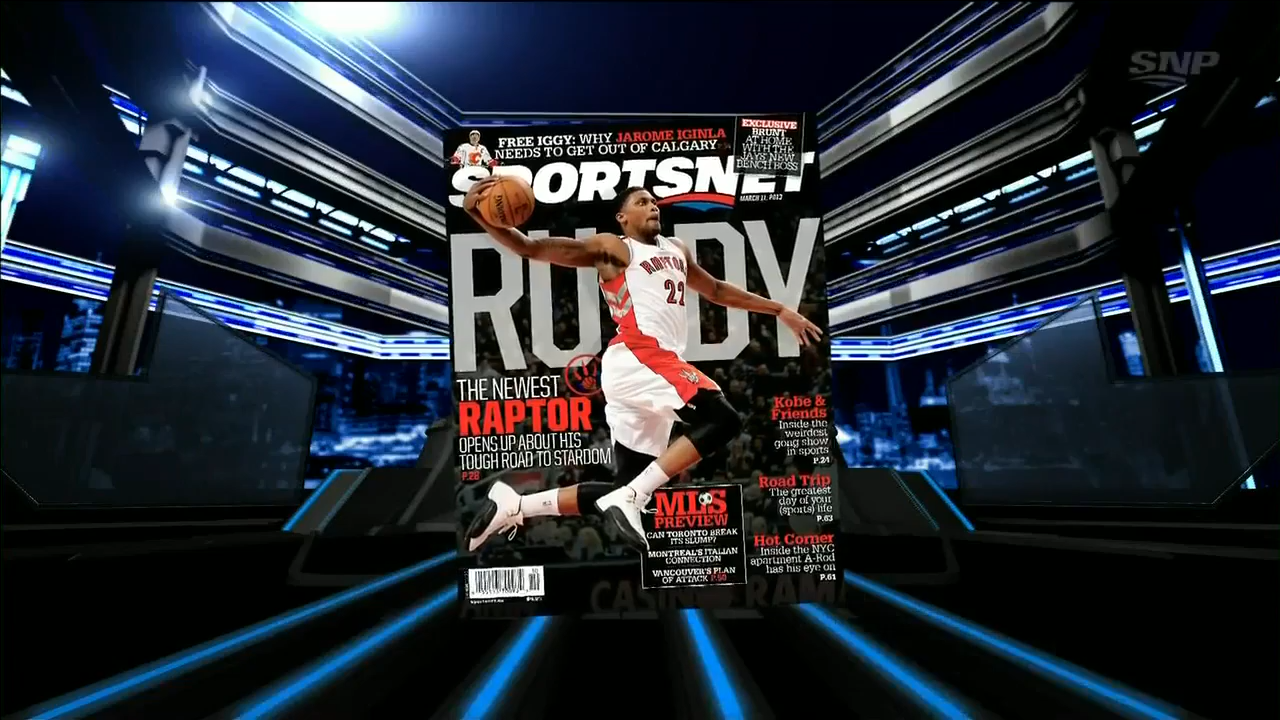 SNP
FREE IGGY: WHY JAROME IGINLA
NEEDS TO GET OUT OF CALGARY
EXCLUSIVE
BRUNT
AT HOME
WITH THE
JAYS NEW
BENCH BOSS
SPORTSNET
MARCH 11, 2013
RUDY
RAPTORS
22
THE NEWEST
RAPTOR
OPENS UP ABOUT HIS
TOUGH ROAD TO STARDOM
P.26
Kobe &
Friends
Inside the
weirdest
gong show
in sports
P.24
Road Trip
The greatest
day of your
(sports) life
P.63
Hot Corner
Inside the NYC
apartment A-Rod
has his eye on
P.61
MLS
PREVIEW
CAN TORONTO BREAK
ITS SLUMP?
MONTREAL'S ITALIAN
CONNECTION
VANCOUVER'S PLAN
OF ATTACK P.50
CASINO RAMA